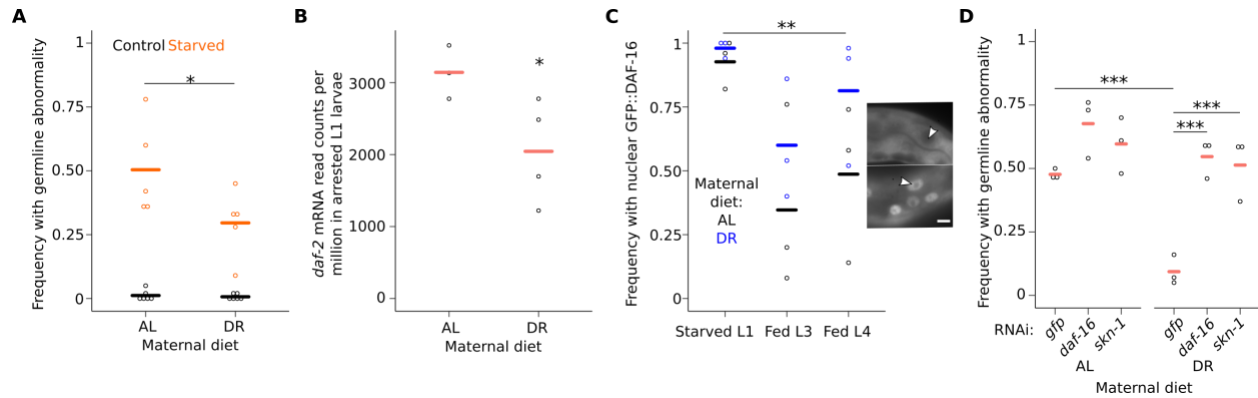 A
Frequency with germline abnormality
1
0.75
0.50
0.25
0
Control Starved
*
AL
DR
Maternal diet
B
daf-2 mRNA read counts per
million in arrested L1 larvae
3000
2000
1000
0
*
AL
DR
Maternal diet
C
Frequency with nuclear GFP::DAF-16
1
0.75
0.50
0.25
0
**
Maternal
diet:
AL
DR
Starved L1 Fed L3 Fed L4
D
Frequency with germline abnormality
1
0.75
0.50
0.25
0
***
***
***
RNAi: gfp daf-16 skn-1 gfp daf-16 skn-1
AL
DR
Maternal diet